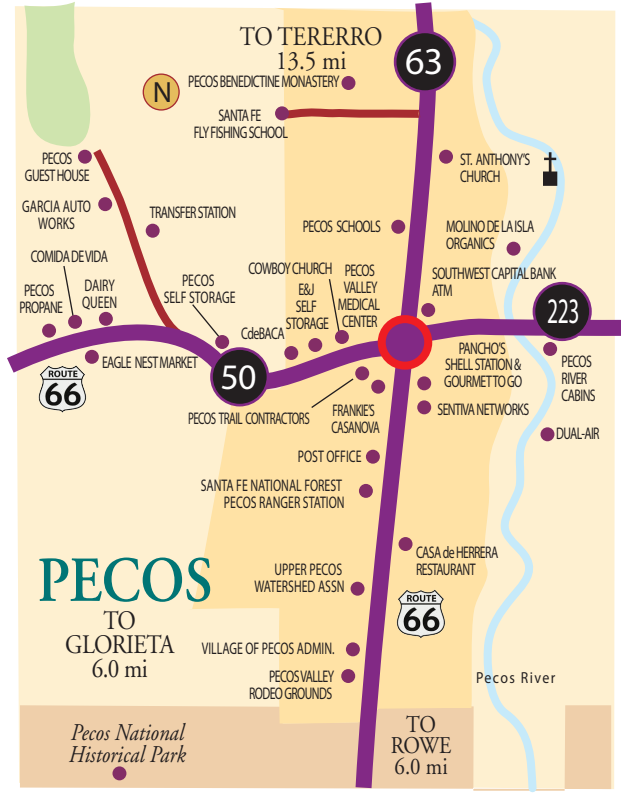 TO TERERRO
13.5 mi
63
N
PECOS BENEDICTINE MONASTERY
SANTA FE
FLY FISHING SCHOOL
PECOS
GUEST HOUSE
ST. ANTHONY'S
CHURCH
GARCIA AUTO
WORKS
TRANSFER STATION
PECOS SCHOOLS
MOLINO DE LA ISLA
ORGANICS
COMIDA DE VIDA
PECOS
PROPANE
DAIRY
QUEEN
PECOS
SELF STORAGE
COWBOY CHURCH
E&J
SELF
STORAGE
PECOS
VALLEY
MEDICAL
CENTER
SOUTHWEST CAPITAL BANK
ATM
223
CdeBACA
EAGLE NEST MARKET
ROUTE
66
50
PANCHO'S
SHELL STATION &
GOURMET TO GO
PECOS
RIVER
CABINS
PECOS TRAIL CONTRACTORS
FRANKIE'S
CASANOVA
SENTIVA NETWORKS
DUAL-AIR
POST OFFICE
SANTA FE NATIONAL FOREST
PECOS RANGER STATION
CASA de HERRERA
RESTAURANT
PECOS
TO
GLORIETA
6.0 mi
UPPER PECOS
WATERSHED ASSN
ROUTE
66
VILLAGE OF PECOS ADMIN.
PECOS VALLEY
RODEO GROUNDS
Pecos River
Pecos National
Historical Park
TO
ROWE
6.0 mi